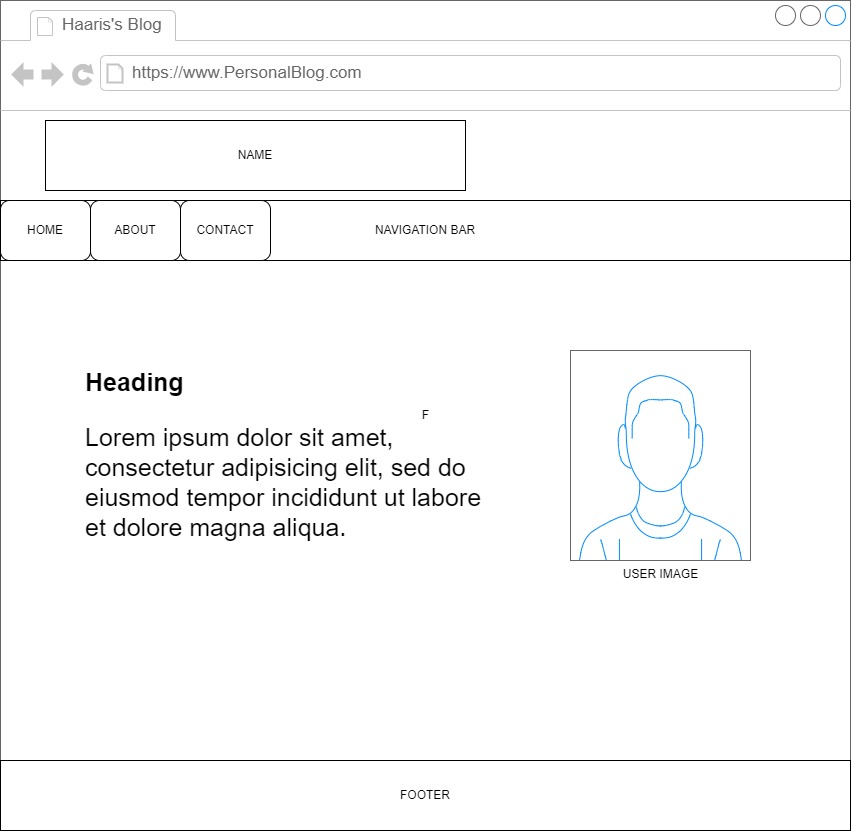 Haaris's Blog
https://www.PersonalBlog.com
NAME
HOME ABOUT CONTACT NAVIGATION BAR
Heading
F
Lorem ipsum dolor sit amet,
consectetur adipisicing elit, sed do
eiusmod tempor incididunt ut labore
et dolore magna aliqua.
USER IMAGE
FOOTER